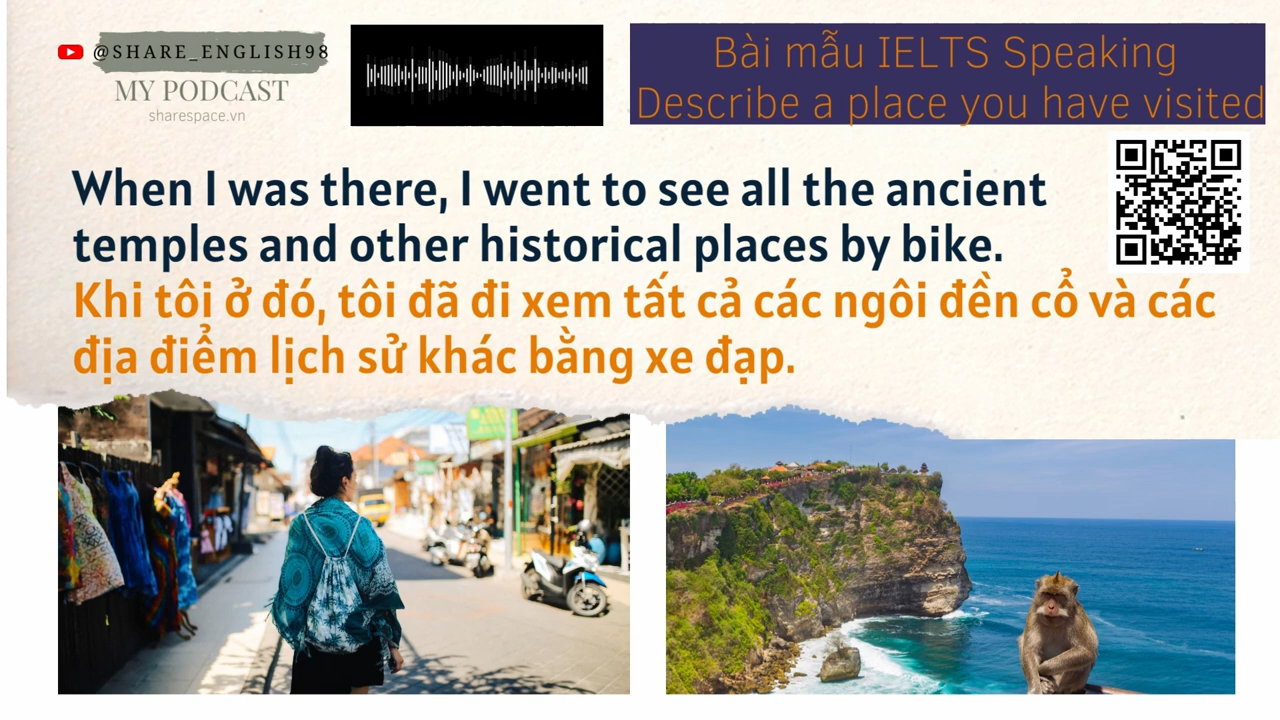 @SHARE_ENGLISH98
MY PODCAST
sharespace.vn
Bài mẫu IELTS Speaking
Describe a place you have visited
When I was there, I went to see all the ancient
temples and other historical places by bike.
Khi tôi ở đó, tôi đã đi xem tất cả các ngôi đền cổ và các
địa điểm lịch sử khác bằng xe đạp.